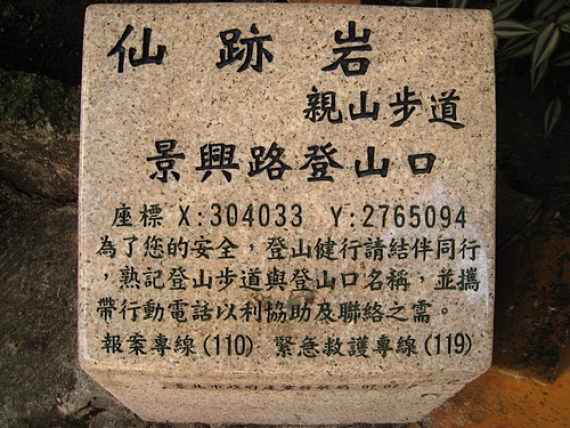 仙跡岩
親山步道
景興路登山口
座標 X:304033 Y:2765094
為了您的安全，登山健行請結伴同行
，熟記登山步道與登山口名稱，並攜
帶行動電話以利協助及聯絡之需。
報案專線(110) 緊急救護專線(119)